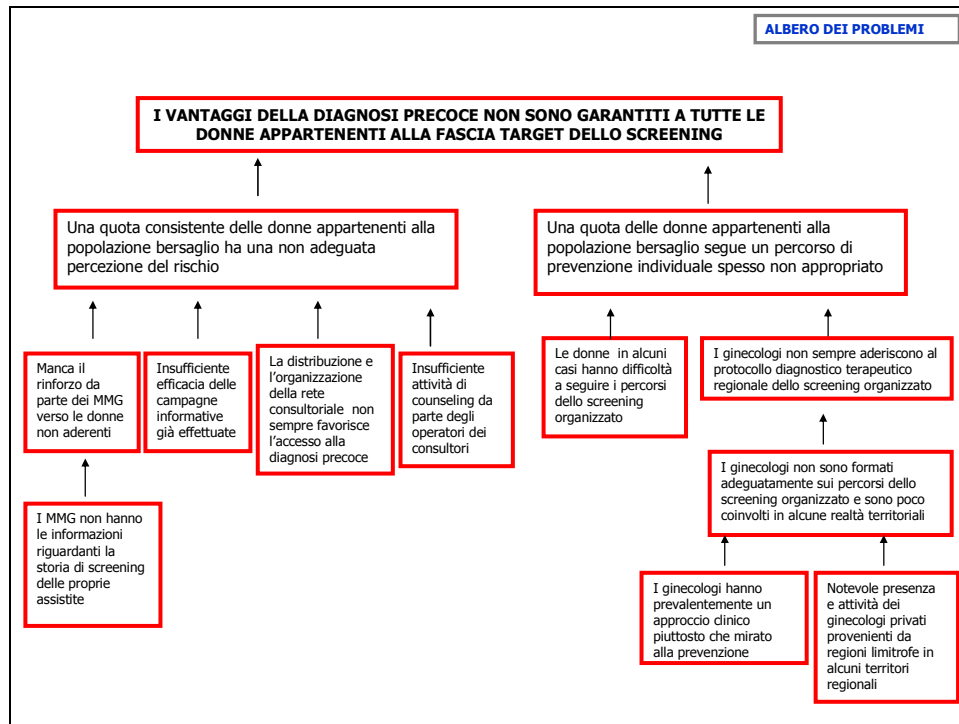 ALBERO DEI PROBLEMI
I VANTAGGI DELLA DIAGNOSI PRECOCE NON SONO GARANTITI A TUTTE LE
DONNE APPARTENENTI ALLA FASCIA TARGET DELLO SCREENING
Una quota consistente delle donne appartenenti alla
popolazione bersaglio ha una non adeguata
percezione del rischio
Una quota delle donne appartenenti alla
popolazione bersaglio segue un percorso di
prevenzione individuale spesso non appropriato
Manca il
rinforzo da
parte dei MMG
verso le donne
non aderenti
Insufficiente
efficacia delle
campagne
informative
già effettuate
La distribuzione e
l'organizzazione
della rete
consultoriale non
sempre favorisce
l'accesso alla
diagnosi precoce
Insufficiente
attività di
counseling da
parte degli
operatori dei
consultori
Le donne in alcuni
casi hanno difficoltà
a seguire i percorsi
dello screening
organizzato
I ginecologi non sempre aderiscono al
protocollo diagnostico terapeutico
regionale dello screening organizzato
I MMG non hanno
le informazioni
riguardanti la
storia di screening
delle proprie
assistite
I ginecologi non sono formati
adeguatamente sui percorsi dello
screening organizzato e sono poco
coinvolti in alcune realtà territoriali
I ginecologi hanno
prevalentemente un
approccio clinico
piuttosto che mirato
alla prevenzione
Notevole presenza
e attività dei
ginecologi privati
provenienti da
regioni limitrofe in
alcuni territori
regionali